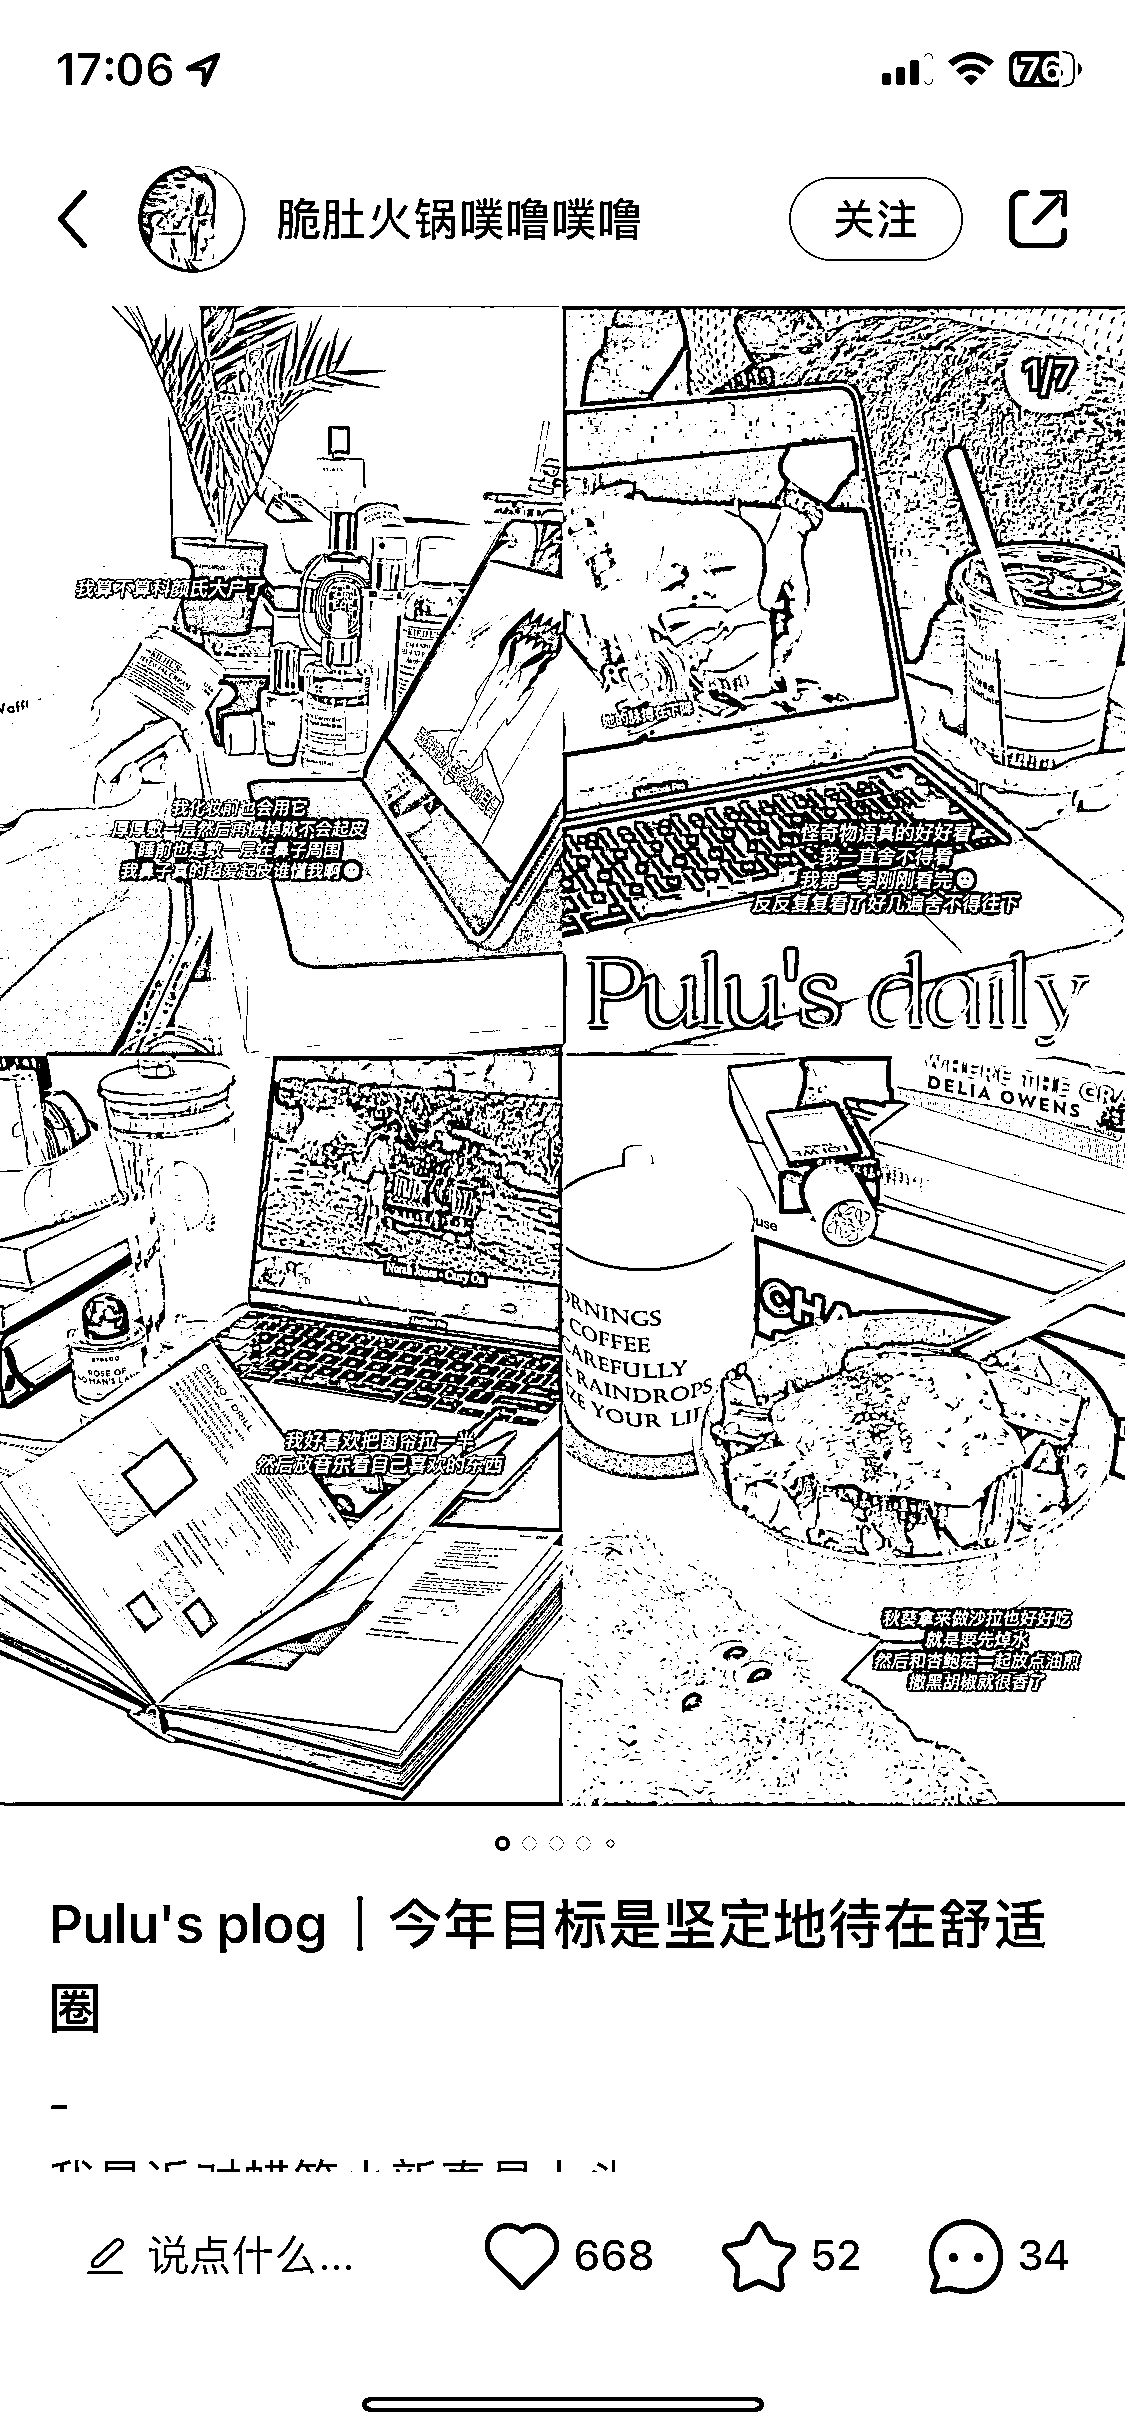 17:06
76
脆肚火锅噗噜噗噜
关注
1/7
我算不算科颜氏大户了
我化妆前也会用它
厚厚敷一层然后再擦掉就不会起皮
睡前也是敷一层在鼻子周围
我鼻子真的超爱起皮谁懂我啊
怪奇物语真的好好看
我一直舍不得看
我第一季刚刚看完
反反复复看了好几遍舍不得往下
Pulu's daily
WHERE THE CRA
DELIA OWENS
use
CHA
ORNINGS
COFFEE
CAREFULLY
RAINDROPS
ZE YOUR LI
BYREDO
ROSE OF
我好喜欢把窗帘拉一半
然后放音乐看自己喜欢的东西
秋葵拿来做沙拉也好好吃
就是要先焯水
然后和杏鲍菇一起放点油煎
撒黑胡椒就很香了
Pulu's plog｜今年目标是坚定地待在舒适
圈
-
说点什么...
668
52
34